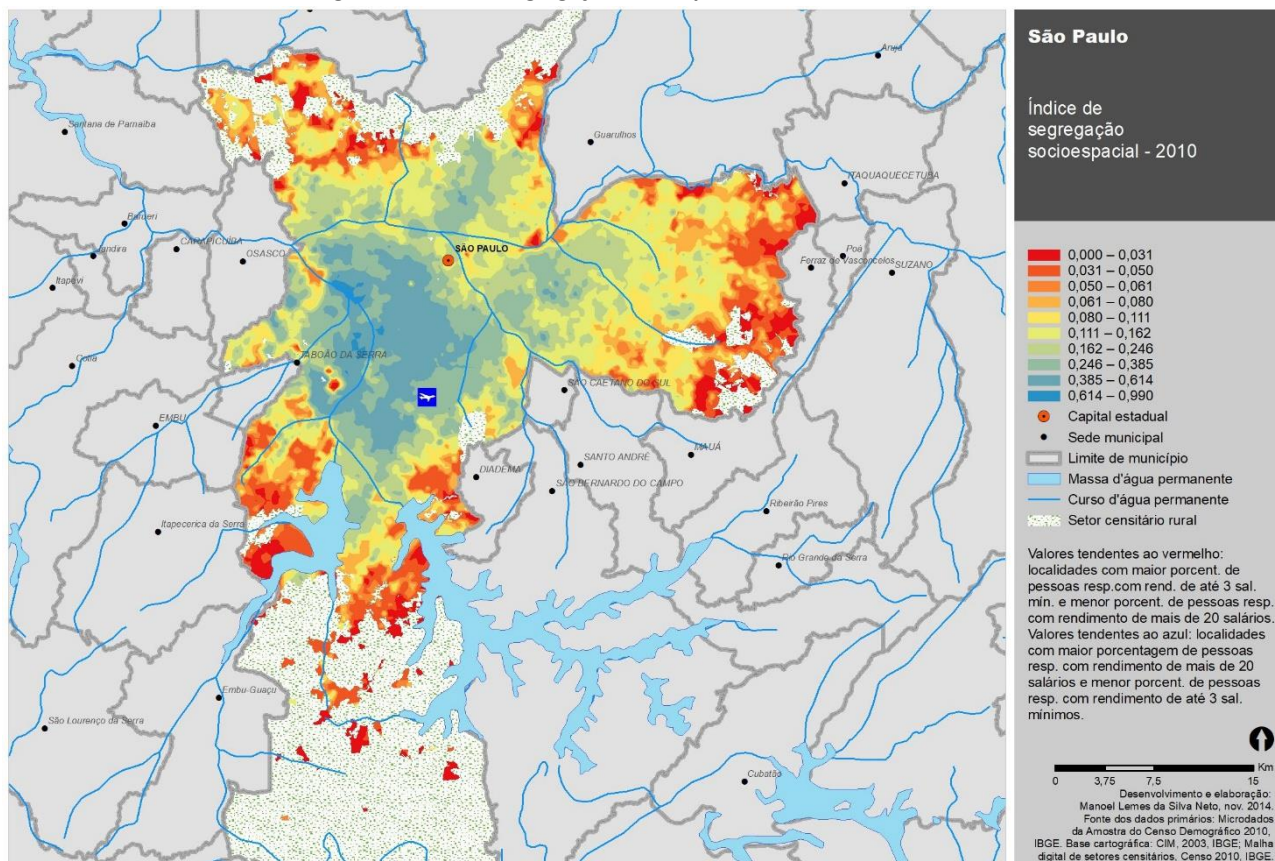 São Paulo
Índice de
segregação
socioespacial - 2010
0,000 – 0,031
0,031 – 0,050
0,050 – 0,061
0,061 – 0,080
0,080 – 0,111
0,111 – 0,162
0,162 – 0,246
0,246 – 0,385
0,385 – 0,614
0,614 – 0,990
Capital estadual
Sede municipal
Limite de município
Massa d'água permanente
Curso d'água permanente
Setor censitário rural
Valores tendentes ao vermelho:
localidades com maior porcent. de
pessoas resp.com rend. de até 3 sal.
mín. e menor porcent. de pessoas resp.
com rendimento de mais de 20 salários.
Valores tendentes ao azul: localidades
com maior porcentagem de pessoas
resp. com rendimento de mais de 20
salários e menor porcent. de pessoas
resp. com rendimento de até 3 sal.
mínimos.
Km
0 3,75 7,5 15
Desenvolvimento e elaboração:
Manoel Lemes da Silva Neto, nov. 2014.
Fonte dos dados primários: Microdados
da Amostra do Censo Demográfico 2010,
IBGE. Base cartográfica: CIM, 2003, IBGE; Malha
digital de setores censitários, Censo 2010, IBGE.
Arujá
Santana de Parnaíba
Guarulhos
ITAQUAQUECETUBA
Barueri
Jandira
CARAPICUÍBA
OSASCO
SÃO PAULO
Poá
Ferraz de Vasconcelos
SUZANO
Itapevi
Cotia
TABOÃO DA SERRA
SÃO CAETANO DO SUL
EMBU
DIADEMA
SANTO ANDRÉ
MAUÁ
SÃO BERNARDO DO CAMPO
Ribeirão Pires
Itapecerica da Serra
Rio Grande da Serra
Embu-Guaçu
São Lourenço da Serra
Cubatão